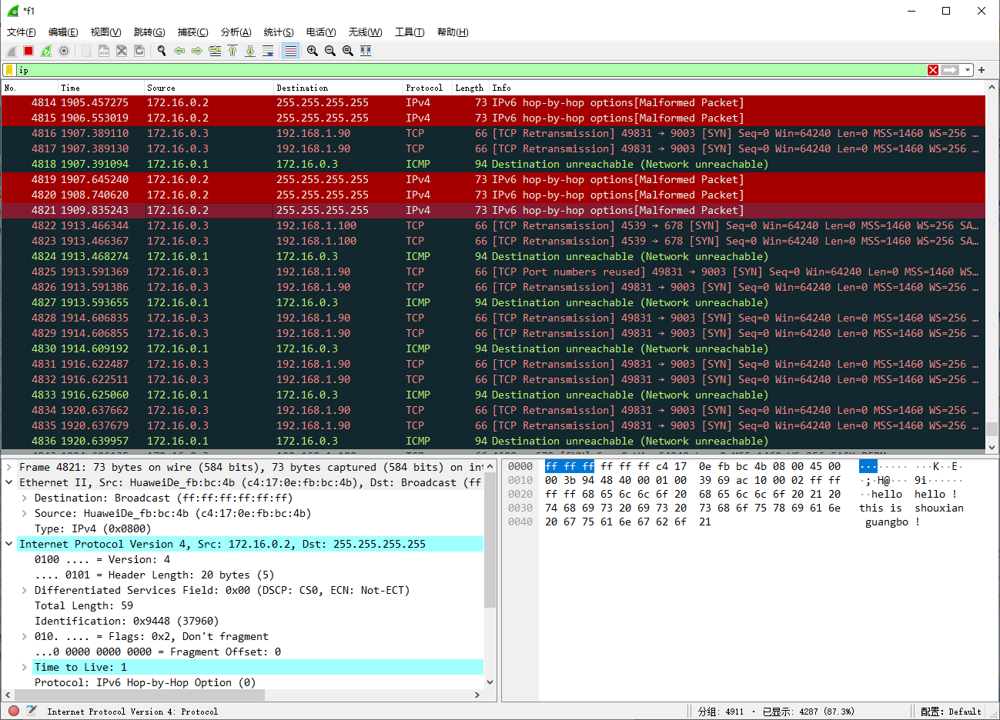 *f1
文件(F) 编辑(E) 视图(V) 跳转(G) 捕获(C) 分析(A) 统计(S) 电话(Y) 无线(W) 工具(T) 帮助(H)
ip
No. Time Source Destination Protocol Length Info
4814 1905.457275 172.16.0.2 255.255.255.255 IPv4 73 IPv6 hop-by-hop options[Malformed Packet]
4815 1906.553019 172.16.0.2 255.255.255.255 IPv4 73 IPv6 hop-by-hop options[Malformed Packet]
4816 1907.389110 172.16.0.3 192.168.1.90 TCP 66 [TCP Retransmission] 49831 → 9003 [SYN] Seq=0 Win=64240 Len=0 MSS=1460 WS=256 …
4817 1907.389130 172.16.0.3 192.168.1.90 TCP 66 [TCP Retransmission] 49831 → 9003 [SYN] Seq=0 Win=64240 Len=0 MSS=1460 WS=256 …
4818 1907.391094 172.16.0.1 172.16.0.3 ICMP 94 Destination unreachable (Network unreachable)
4819 1907.645240 172.16.0.2 255.255.255.255 IPv4 73 IPv6 hop-by-hop options[Malformed Packet]
4820 1908.740620 172.16.0.2 255.255.255.255 IPv4 73 IPv6 hop-by-hop options[Malformed Packet]
4821 1909.835243 172.16.0.2 255.255.255.255 IPv4 73 IPv6 hop-by-hop options[Malformed Packet]
4822 1913.466344 172.16.0.3 192.168.1.100 TCP 66 [TCP Retransmission] 4539 → 678 [SYN] Seq=0 Win=64240 Len=0 MSS=1460 WS=256 SA…
4823 1913.466367 172.16.0.3 192.168.1.100 TCP 66 [TCP Retransmission] 4539 → 678 [SYN] Seq=0 Win=64240 Len=0 MSS=1460 WS=256 SA…
4824 1913.468274 172.16.0.1 172.16.0.3 ICMP 94 Destination unreachable (Network unreachable)
4825 1913.591369 172.16.0.3 192.168.1.90 TCP 66 [TCP Port numbers reused] 49831 → 9003 [SYN] Seq=0 Win=64240 Len=0 MSS=1460 WS…
4826 1913.591386 172.16.0.3 192.168.1.90 TCP 66 [TCP Retransmission] 49831 → 9003 [SYN] Seq=0 Win=64240 Len=0 MSS=1460 WS=256 …
4827 1913.593655 172.16.0.1 172.16.0.3 ICMP 94 Destination unreachable (Network unreachable)
4828 1914.606835 172.16.0.3 192.168.1.90 TCP 66 [TCP Retransmission] 49831 → 9003 [SYN] Seq=0 Win=64240 Len=0 MSS=1460 WS=256 …
4829 1914.606855 172.16.0.3 192.168.1.90 TCP 66 [TCP Retransmission] 49831 → 9003 [SYN] Seq=0 Win=64240 Len=0 MSS=1460 WS=256 …
4830 1914.609192 172.16.0.1 172.16.0.3 ICMP 94 Destination unreachable (Network unreachable)
4831 1916.622487 172.16.0.3 192.168.1.90 TCP 66 [TCP Retransmission] 49831 → 9003 [SYN] Seq=0 Win=64240 Len=0 MSS=1460 WS=256 …
4832 1916.622511 172.16.0.3 192.168.1.90 TCP 66 [TCP Retransmission] 49831 → 9003 [SYN] Seq=0 Win=64240 Len=0 MSS=1460 WS=256 …
4833 1916.625060 172.16.0.1 172.16.0.3 ICMP 94 Destination unreachable (Network unreachable)
4834 1920.637662 172.16.0.3 192.168.1.90 TCP 66 [TCP Retransmission] 49831 → 9003 [SYN] Seq=0 Win=64240 Len=0 MSS=1460 WS=256 …
4835 1920.637679 172.16.0.3 192.168.1.90 TCP 66 [TCP Retransmission] 49831 → 9003 [SYN] Seq=0 Win=64240 Len=0 MSS=1460 WS=256 …
4836 1920.639957 172.16.0.1 172.16.0.3 ICMP 94 Destination unreachable (Network unreachable)
Frame 4821: 73 bytes on wire (584 bits), 73 bytes captured (584 bits) on int
Ethernet II, Src: HuaweiDe_fb:bc:4b (c4:17:0e:fb:bc:4b), Dst: Broadcast (ff
Destination: Broadcast (ff:ff:ff:ff:ff:ff)
Source: HuaweiDe_fb:bc:4b (c4:17:0e:fb:bc:4b)
Type: IPv4 (0x0800)
Internet Protocol Version 4, Src: 172.16.0.2, Dst: 255.255.255.255
0100 .... = Version: 4
.... 0101 = Header Length: 20 bytes (5)
Differentiated Services Field: 0x00 (DSCP: CS0, ECN: Not-ECT)
Total Length: 59
Identification: 0x9448 (37960)
010. .... = Flags: 0x2, Don't fragment
...0 0000 0000 0000 = Fragment Offset: 0
Time to Live: 1
Protocol: IPv6 Hop-by-Hop Option (0)
0000 ff ff ff ff ff ff c4 17 0e fb bc 4b 08 00 45 00 ········ ···K··E·
0010 00 3b 94 48 40 00 01 00 39 69 ac 10 00 02 ff ff ·;·H@··· 9i······
0020 ff ff 68 65 6c 6c 6f 20 68 65 6c 6c 6f 20 21 20 ··hello hello !
0030 74 68 69 73 20 69 73 20 73 68 6f 75 78 69 61 6e this is shouxian
0040 20 67 75 61 6e 67 62 6f 21 guangbo !
Internet Protocol Version 4: Protocol
分组: 4911 · 已显示: 4287 (87.3%)
配置: Default